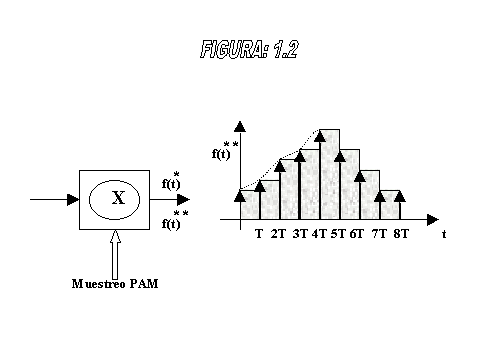 FIGURA: 1.2
f(t)*
f(t)**
X
Muestreo PAM
f(t)**
T 2T 3T 4T 5T 6T 7T 8T t